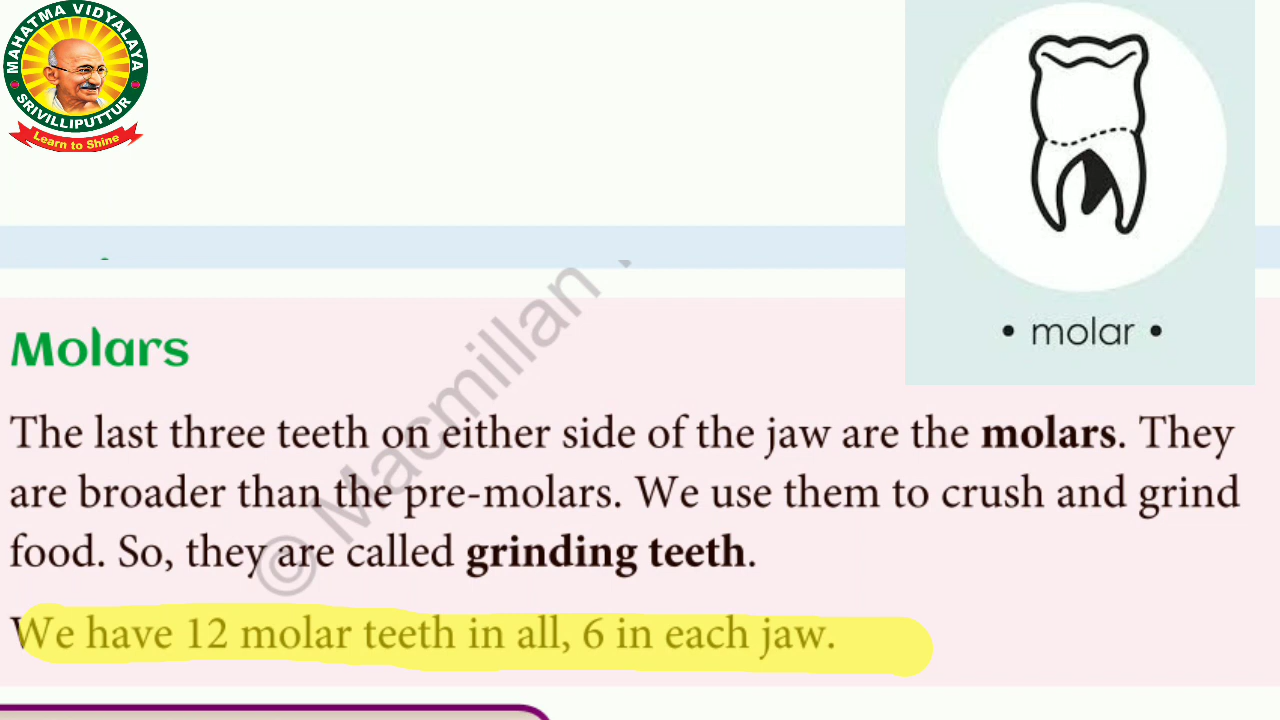 MAHATMA VIDYALAYA
SRIVILLIPUTTUR
Learn to Shine
• molar •
© Macmillan
Molars
The last three teeth on either side of the jaw are the molars. They
are broader than the pre-molars. We use them to crush and grind
food. So, they are called grinding teeth.
We have 12 molar teeth in all, 6 in each jaw.